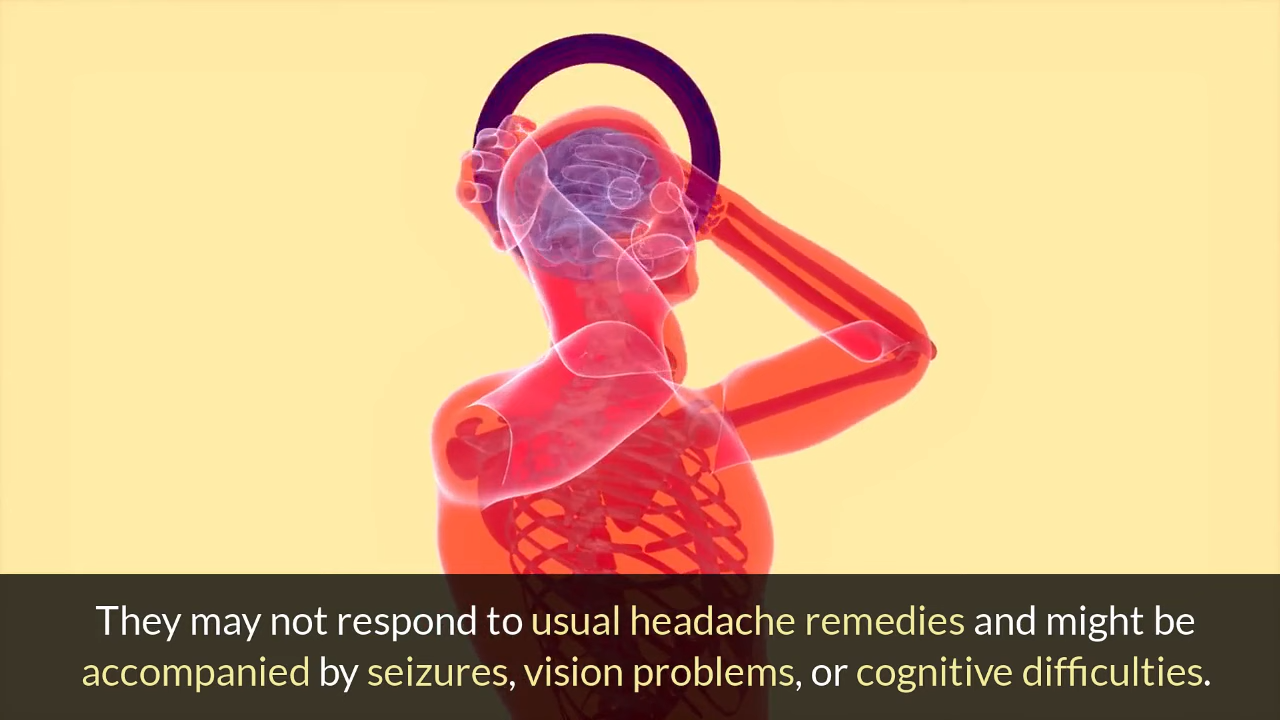 They may not respond to usual headache remedies and might be
accompanied by seizures, vision problems, or cognitive difficulties.